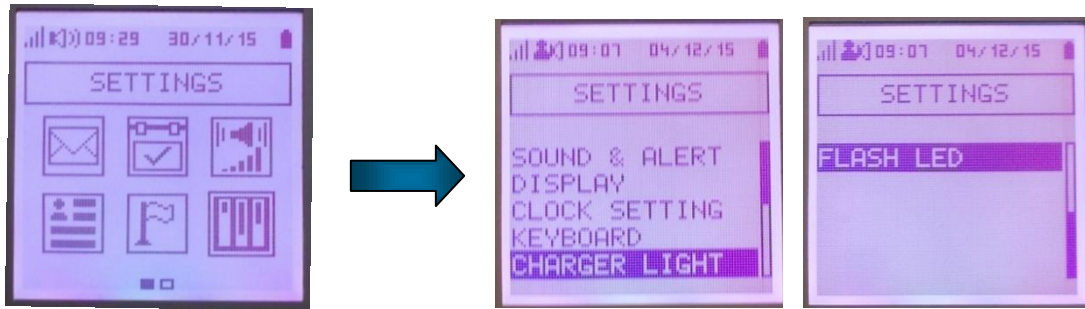 09:29 30/11/15
SETTINGS
09:07 04/12/15
SETTINGS
SOUND & ALERT
DISPLAY
CLOCK SETTING
KEYBOARD
CHARGER LIGHT
09:07 04/12/15
SETTINGS
FLASH LED